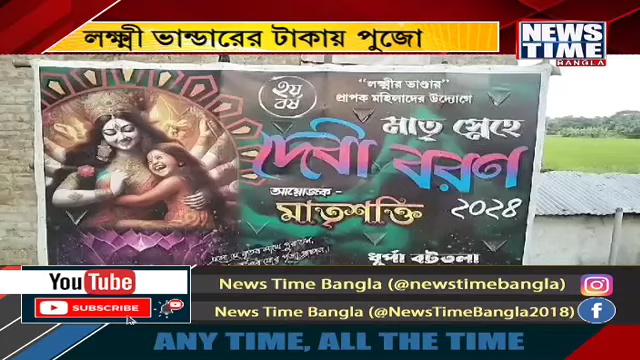 লক্ষ্মী ভান্ডারের টাকায় পুজো
NEWS
TIME
BANGLA
২য়
বর্ষ
"লক্ষ্মীর ভাণ্ডার"
প্রাপক মহিলাদের উদ্যোগে
মাতৃ স্নেহে
দেবী বরণ
আয়োজক -
মাতৃশক্তি
২০২৪
ধুর্পা বটতলা
YouTube
SUBSCRIBE
News Time Bangla (@newstimebangla)
News Time Bangla (@NewsTimeBangla2018)
ANY TIME, ALL THE TIME